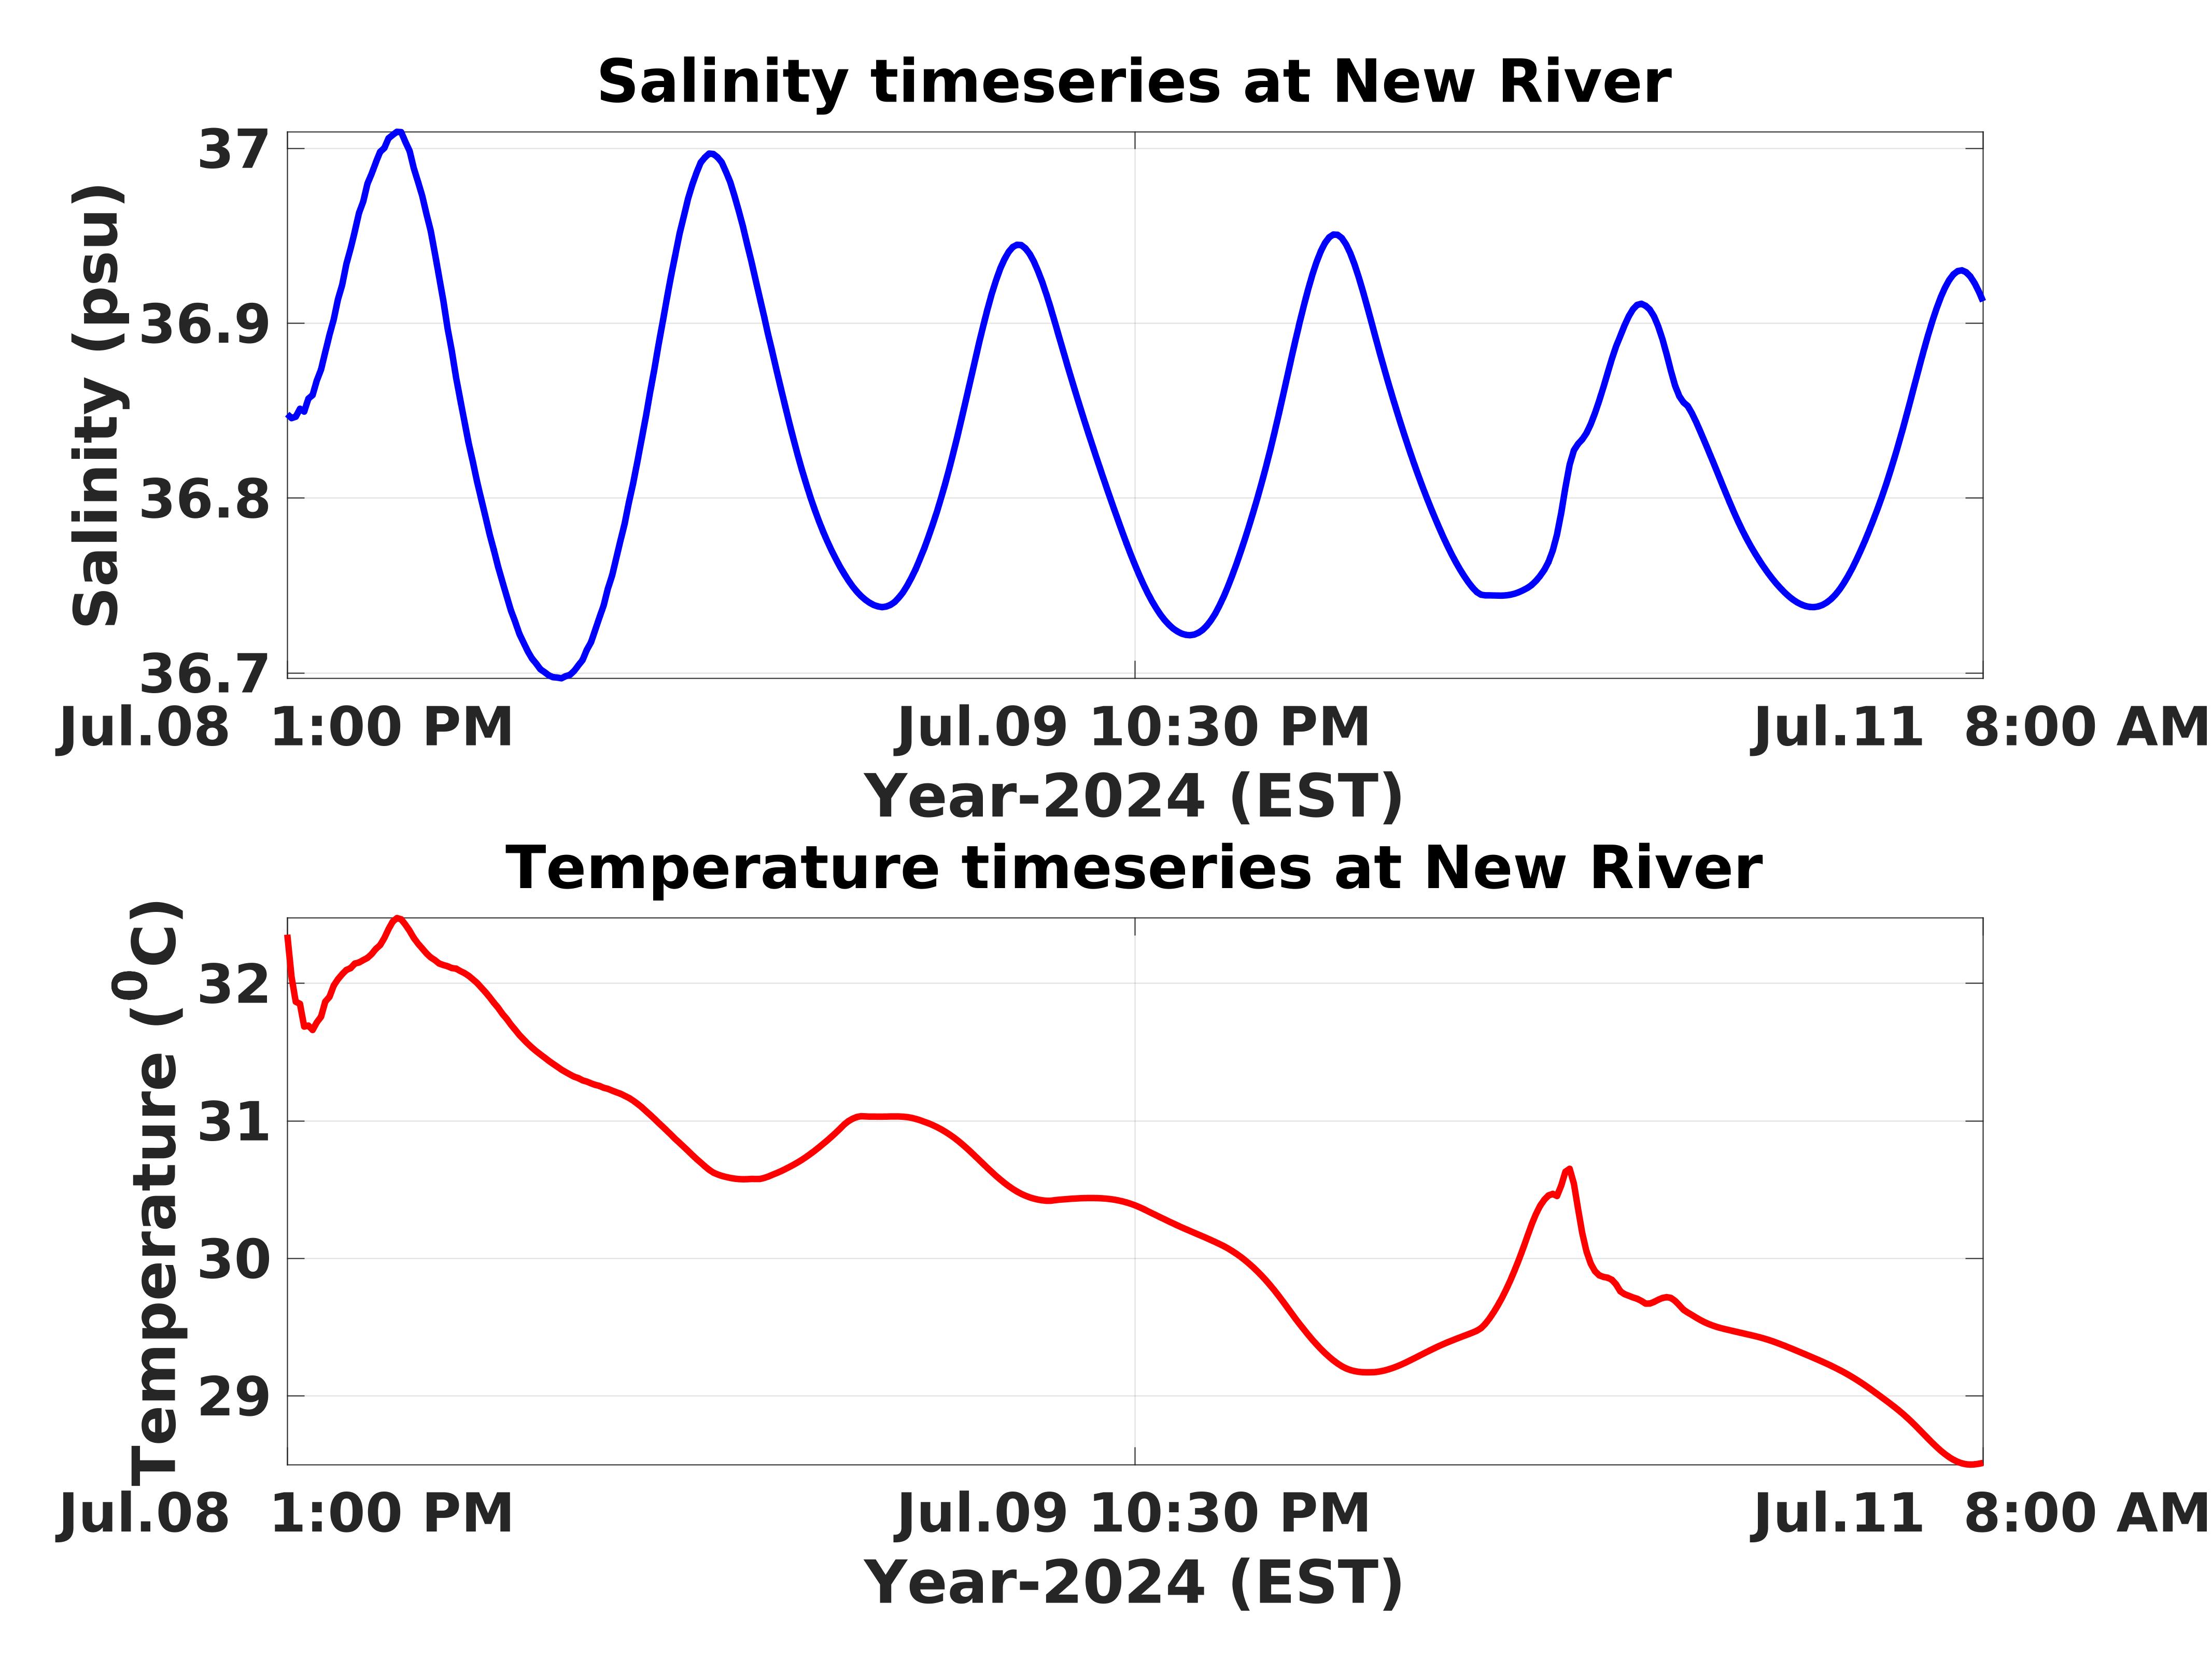 Salinity timeseries at New River
Salinity (psu)
37
36.9
36.8
36.7
Jul.08  1:00 PM Jul.09 10:30 PM Jul.11  8:00 AM
Year-2024 (EST)
Temperature timeseries at New River
Temperature (⁰C)
32
31
30
29
Jul.08  1:00 PM Jul.09 10:30 PM Jul.11  8:00 AM
Year-2024 (EST)